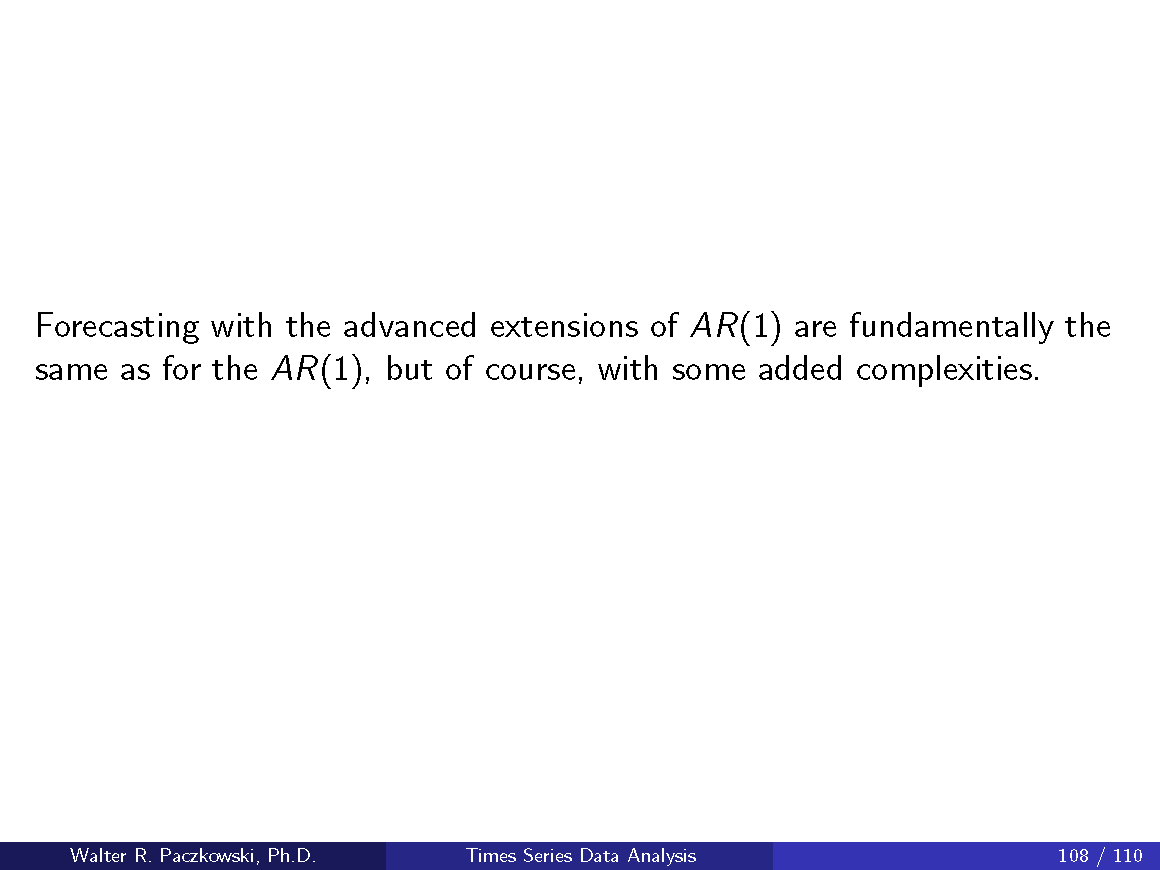 Forecasting with the advanced extensions of AR(1) are fundamentally the
same as for the AR(1), but of course, with some added complexities.
Walter R. Paczkowski, Ph.D.
Times Series Data Analysis
108 / 110